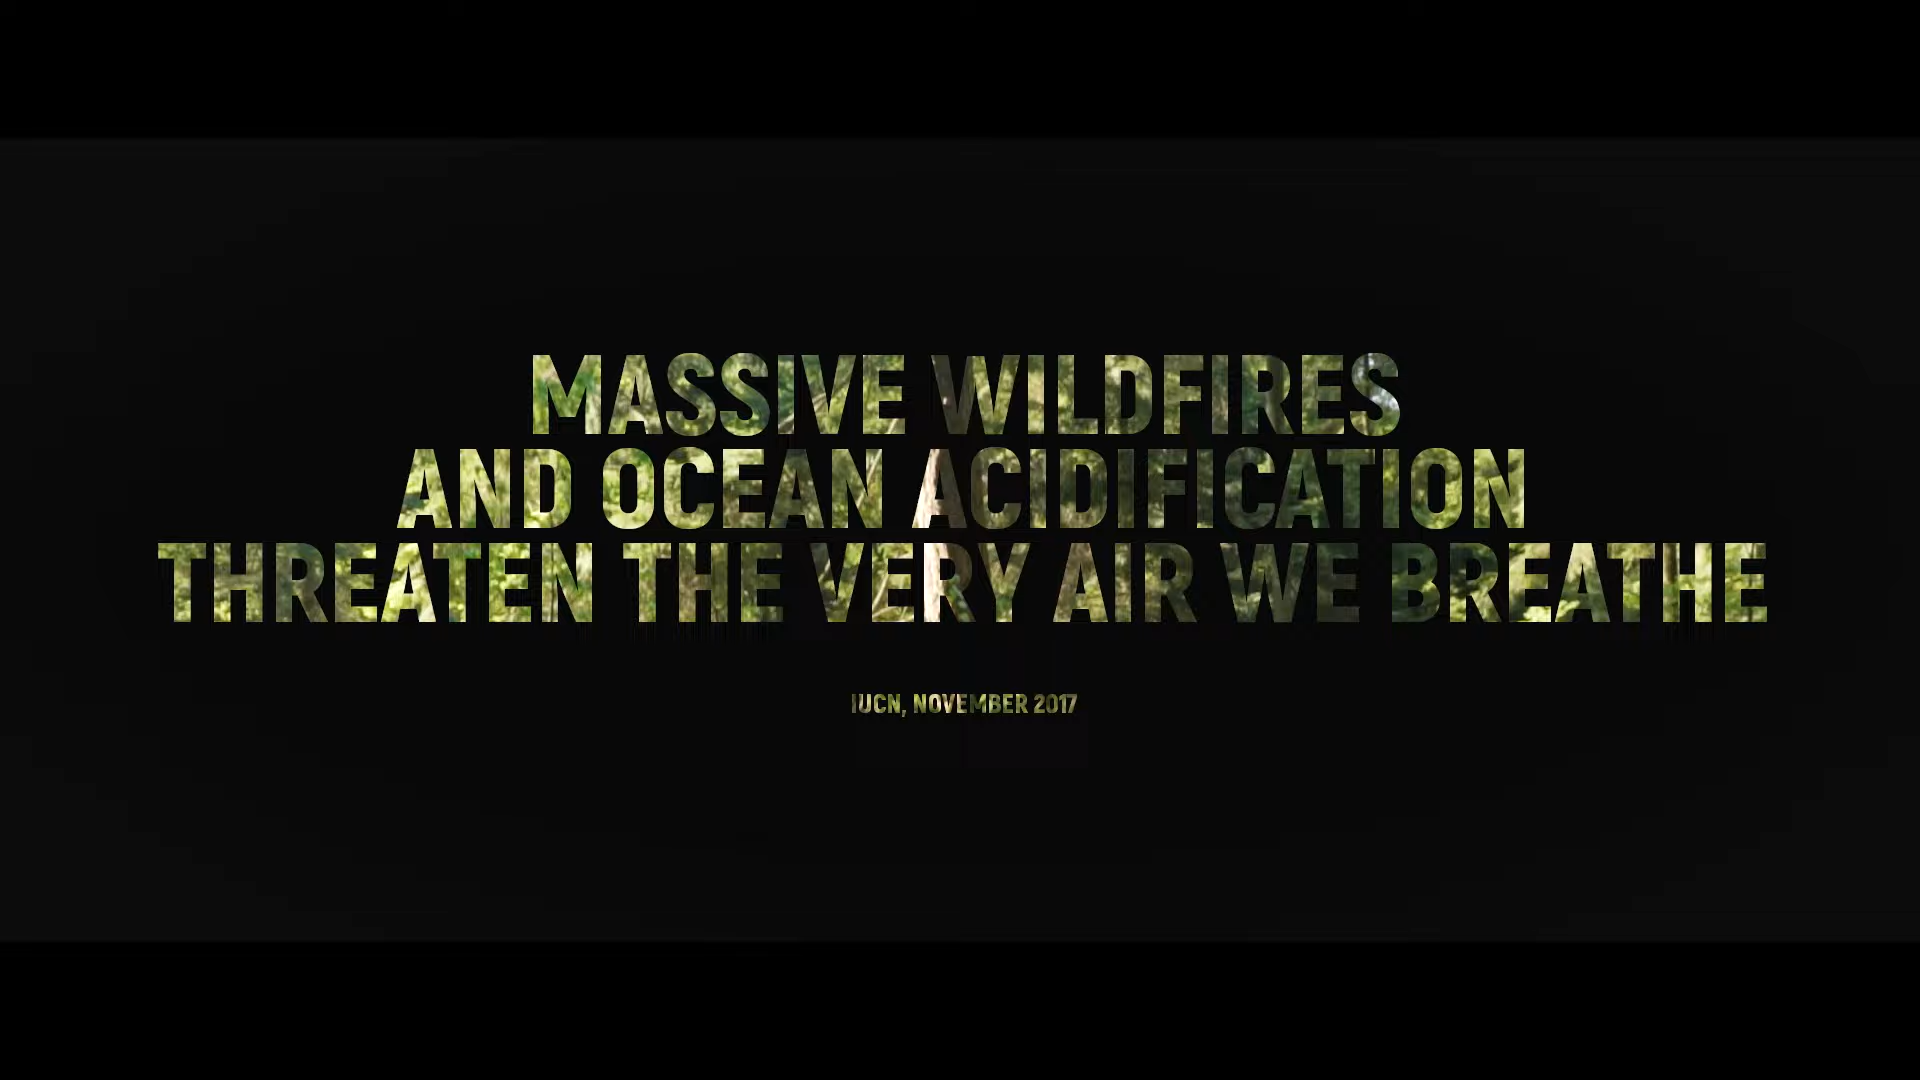 MASSIVE WILDFIRES
AND OCEAN ACIDIFICATION
THREATEN THE VERY AIR WE BREATHE
IUCN, NOVEMBER 2017